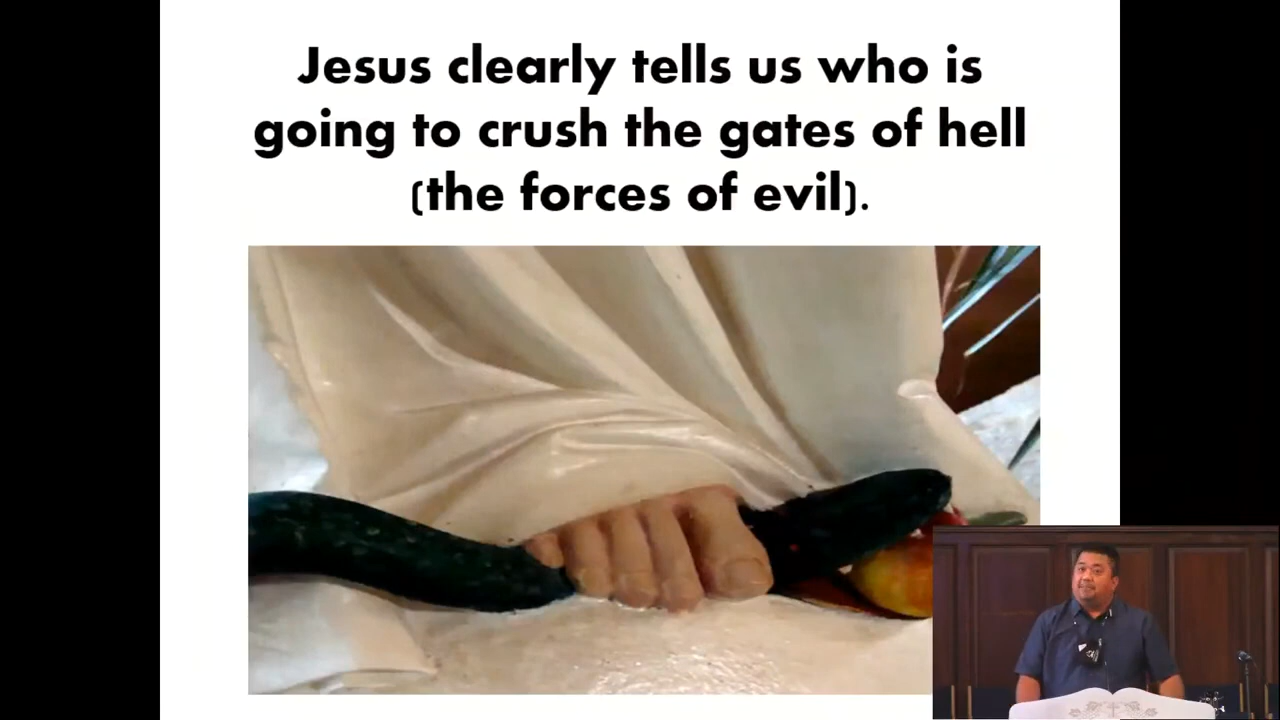 Jesus clearly tells us who is
going to crush the gates of hell
(the forces of evil).